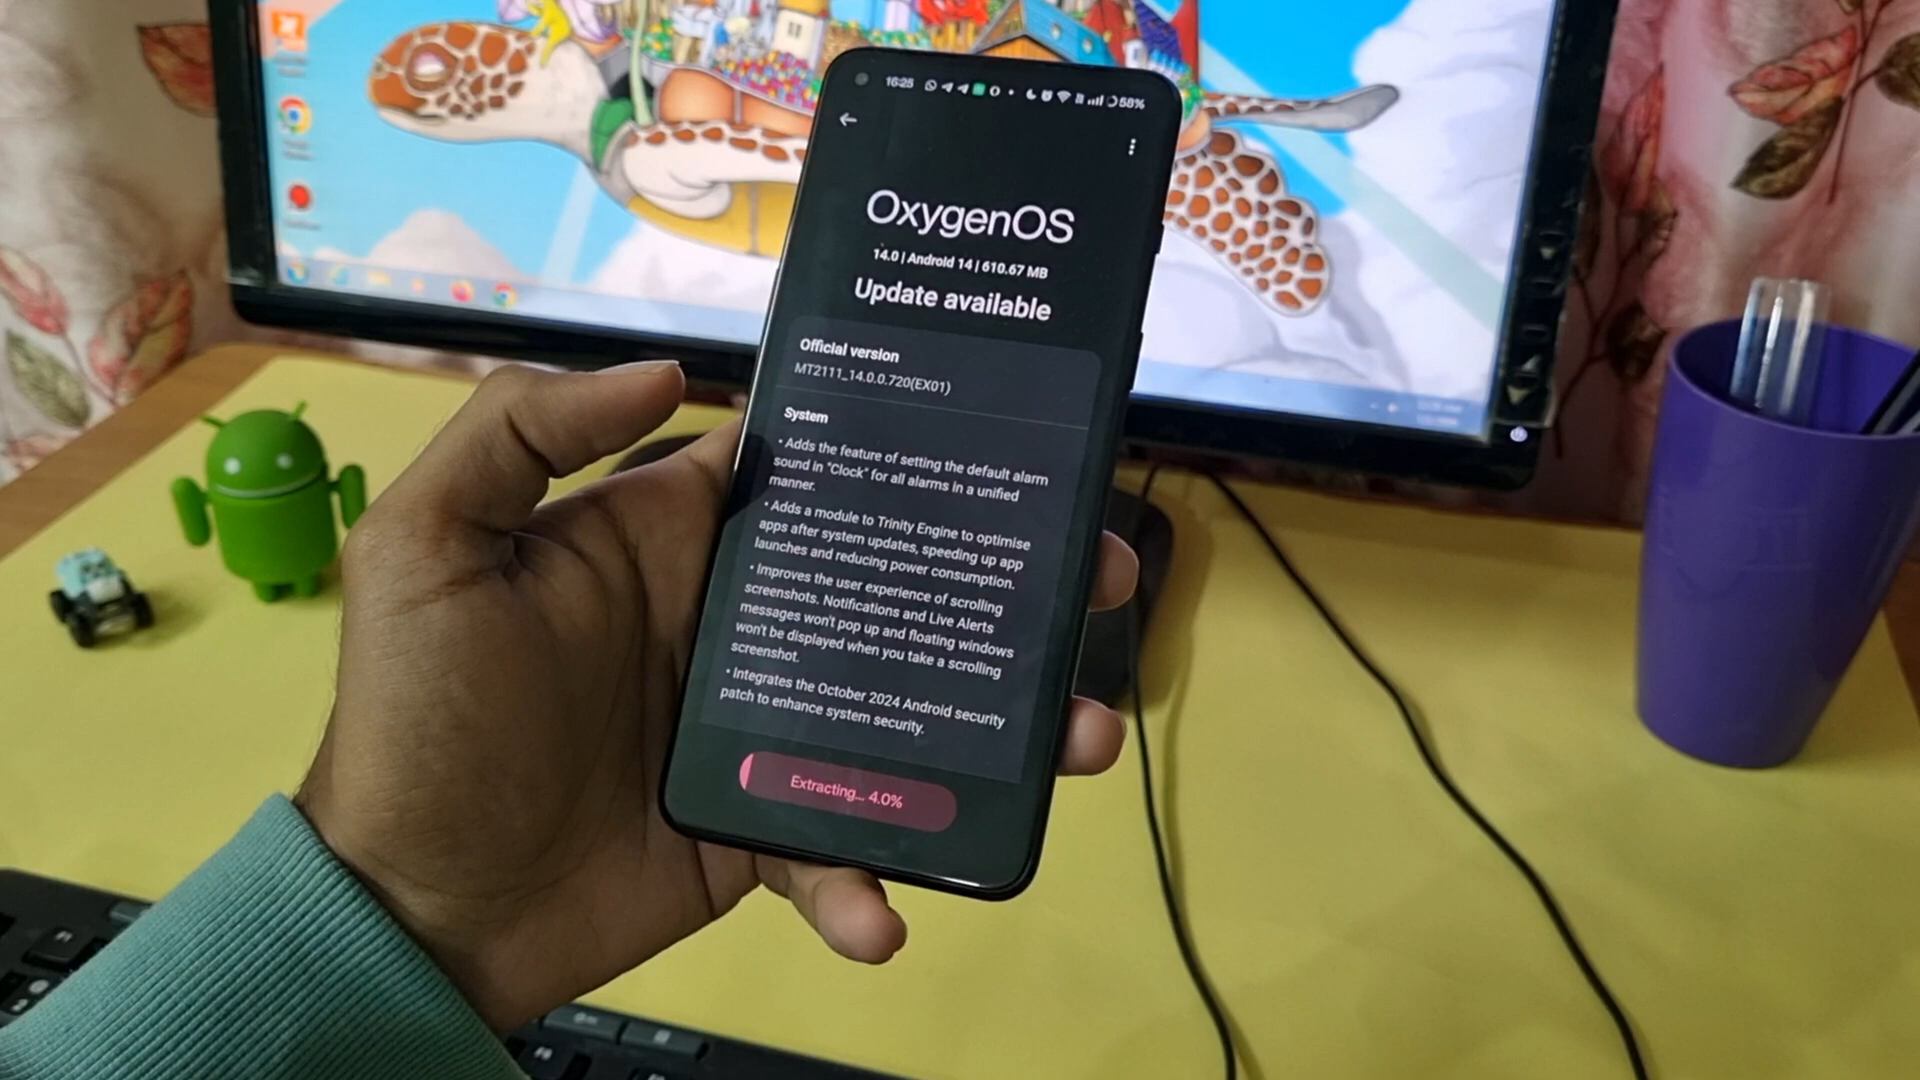 16:25
58%
OxygenOS
14.0 | Android 14 | 610.67 MB
Update available
Official version
MT2111_14.0.0.720(EX01)
System
• Adds the feature of setting the default alarm
sound in "Clock" for all alarms in a unified
manner.
• Adds a module to Trinity Engine to optimise
apps after system updates, speeding up app
launches and reducing power consumption.
• Improves the user experience of scrolling
screenshots. Notifications and Live Alerts
messages won't pop up and floating windows
won't be displayed when you take a scrolling
screenshot.
• Integrates the October 2024 Android security
patch to enhance system security.
Extracting... 4.0%
F1
2
F9